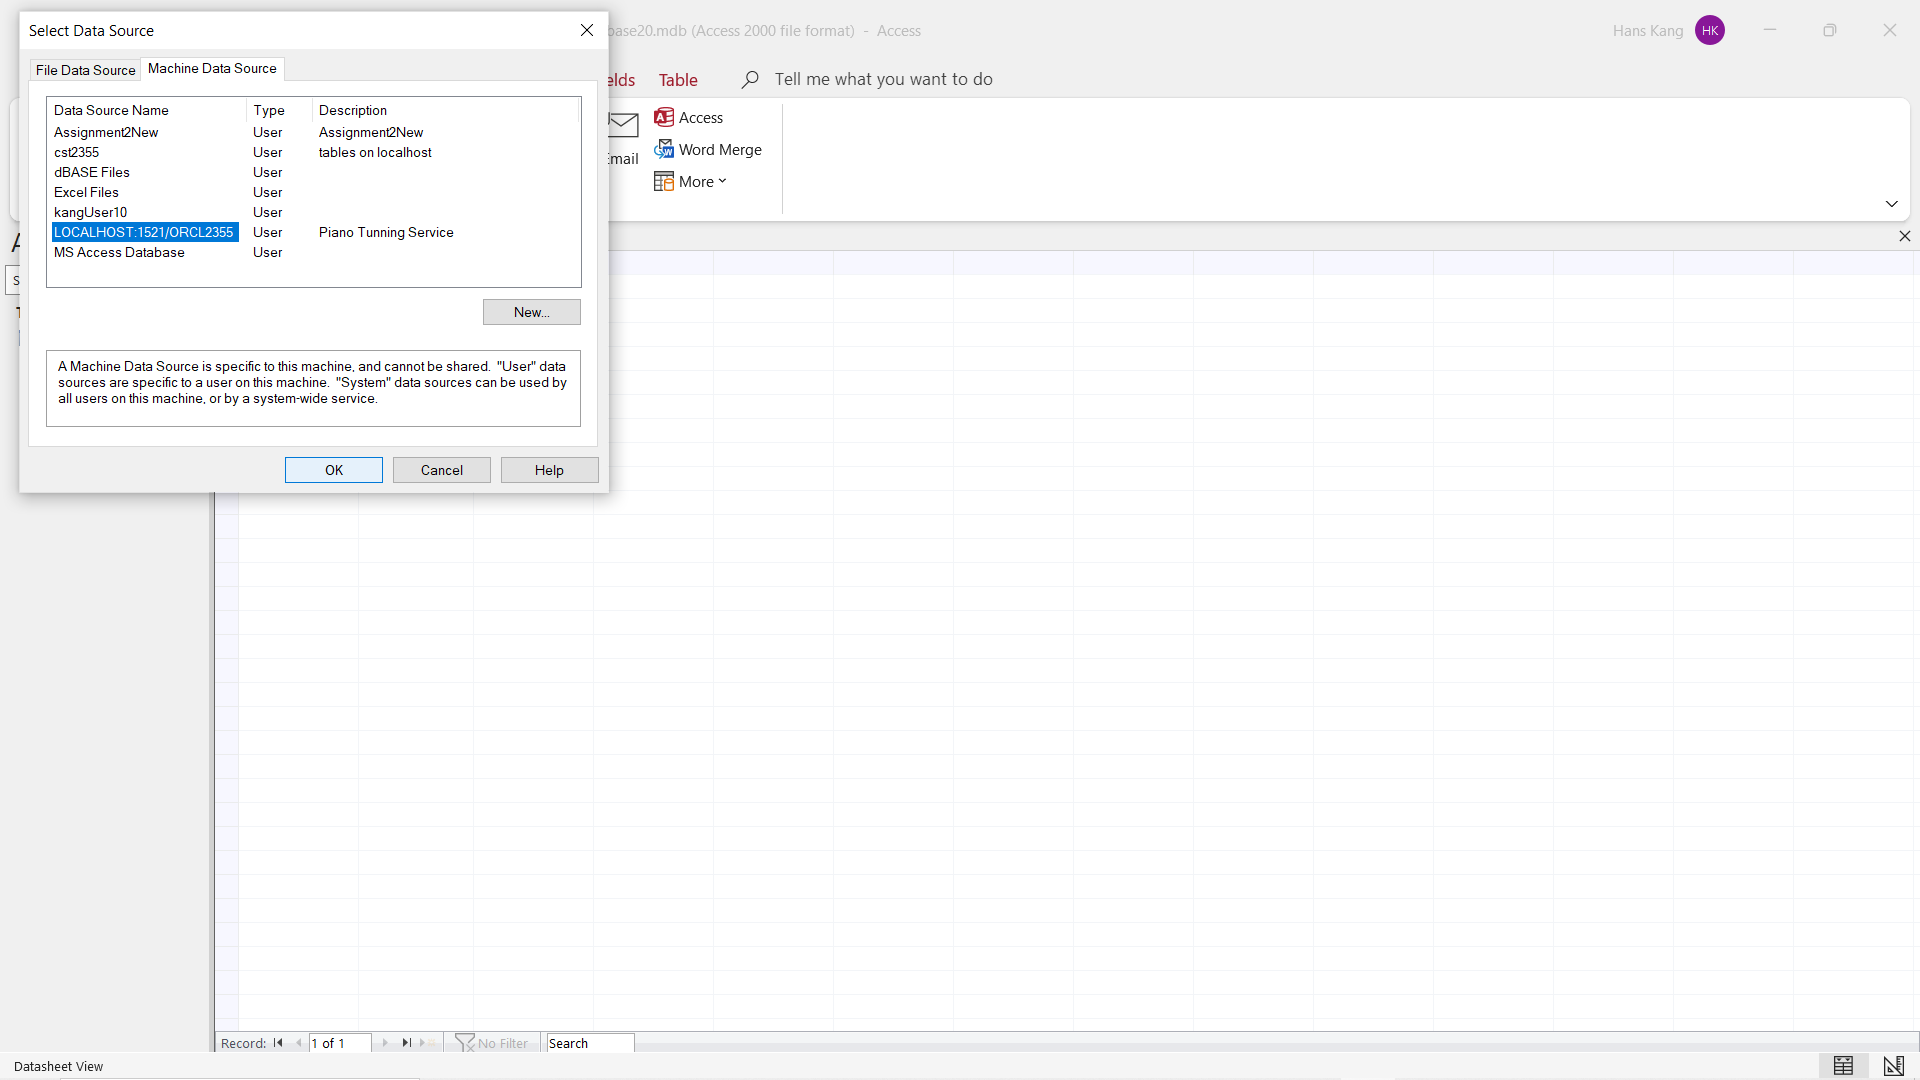 Select Data Source
base20.mdb (Access 2000 file format) - Access
Hans Kang
HK
File Data Source
Machine Data Source
elds
Table
Tell me what you want to do
Data Source Name Type Description
Assignment2New User Assignment2New
cst2355 User tables on localhost
dBASE Files User
Excel Files User
kangUser10 User
LOCALHOST:1521/ORCL2355 User Piano Tunning Service
MS Access Database User
Access
Email
Word Merge
More
New...
A Machine Data Source is specific to this machine, and cannot be shared. "User" data
sources are specific to a user on this machine. "System" data sources can be used by
all users on this machine, or by a system-wide service.
OK Cancel Help
Record: 1 of 1 No Filter Search
Datasheet View